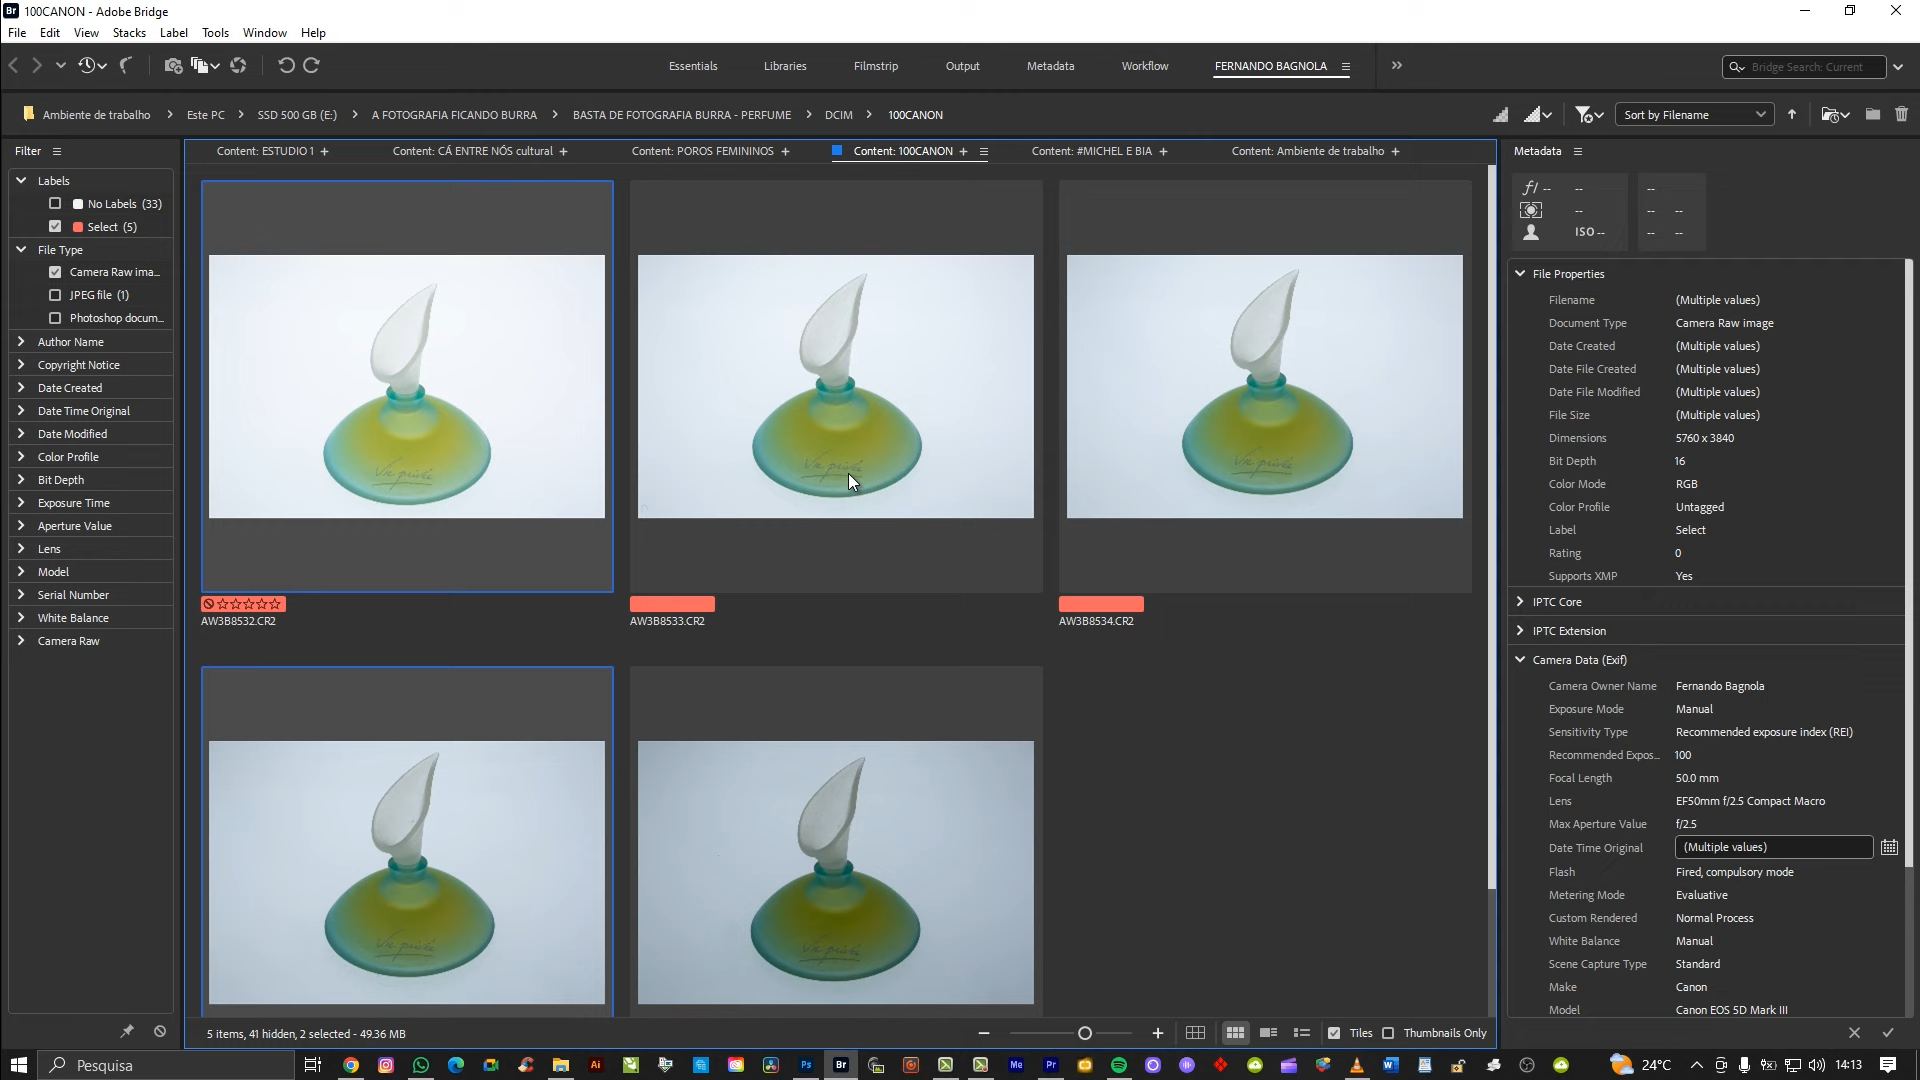 100CANON - Adobe Bridge
File Edit View Stacks Label Tools Window Help
Essentials Libraries Filmstrip Output Metadata Workflow FERNANDO BAGNOLA
Bridge Search: Current
Ambiente de trabalho Este PC SSD 500 GB (E:) A FOTOGRAFIA FICANDO BURRA BASTA DE FOTOGRAFIA BURRA - PERFUME DCIM 100CANON
Sort by Filename
Filter
Labels
No Labels (33)
Select (5)
File Type
Camera Raw ima...
JPEG file (1)
Photoshop docum...
Author Name
Copyright Notice
Date Created
Date Time Original
Date Modified
Color Profile
Bit Depth
Exposure Time
Aperture Value
Lens
Model
Serial Number
White Balance
Camera Raw
Content: ESTUDIO 1 Content: CÁ ENTRE NÓS cultural Content: POROS FEMININOS Content: 100CANON Content: #MICHEL E BIA Content: Ambiente de trabalho
Vie privée
Vie privée
Vie privée
AW3B8532.CR2
AW3B8533.CR2
AW3B8534.CR2
Vie privée
Vie privée
5 items, 41 hidden, 2 selected - 49.36 MB
Tiles Thumbnails Only
Metadata
f/ -- -- --
-- -- --
ISO -- -- --
File Properties
Filename (Multiple values)
Document Type Camera Raw image
Date Created (Multiple values)
Date File Created (Multiple values)
Date File Modified (Multiple values)
File Size (Multiple values)
Dimensions 5760 x 3840
Bit Depth 16
Color Mode RGB
Color Profile Untagged
Label Select
Rating 0
Supports XMP Yes
IPTC Core
IPTC Extension
Camera Data (Exif)
Camera Owner Name Fernando Bagnola
Exposure Mode Manual
Sensitivity Type Recommended exposure index (REI)
Recommended Expos... 100
Focal Length 50.0 mm
Lens EF50mm f/2.5 Compact Macro
Max Aperture Value f/2.5
Date Time Original (Multiple values)
Flash Fired, compulsory mode
Metering Mode Evaluative
Custom Rendered Normal Process
White Balance Manual
Scene Capture Type Standard
Make Canon
Model Canon EOS 5D Mark III
Pesquisa
24°C
14:13